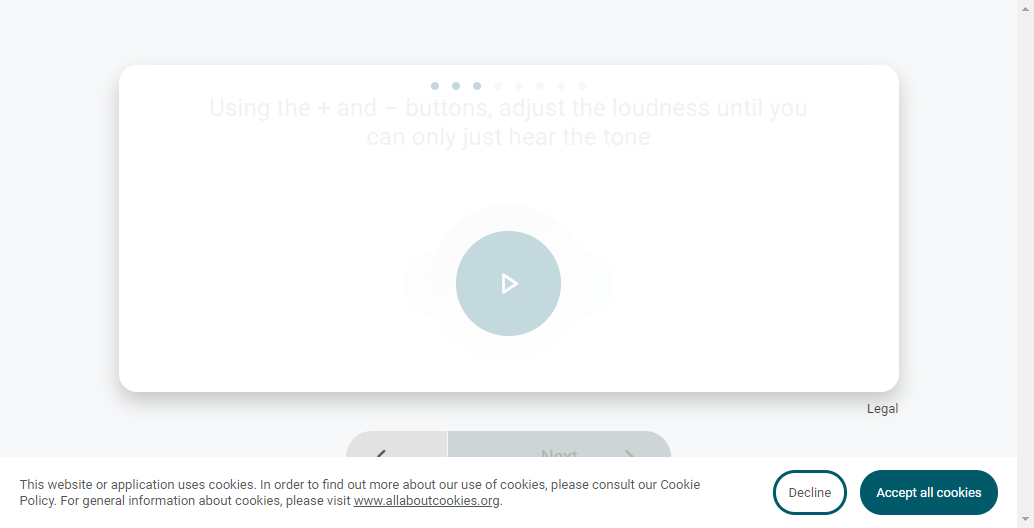 Using the + and – buttons, adjust the loudness until you
can only just hear the tone
Legal
Next
This website or application uses cookies. In order to find out more about our use of cookies, please consult our Cookie
Policy. For general information about cookies, please visit www.allaboutcookies.org.
Decline
Accept all cookies